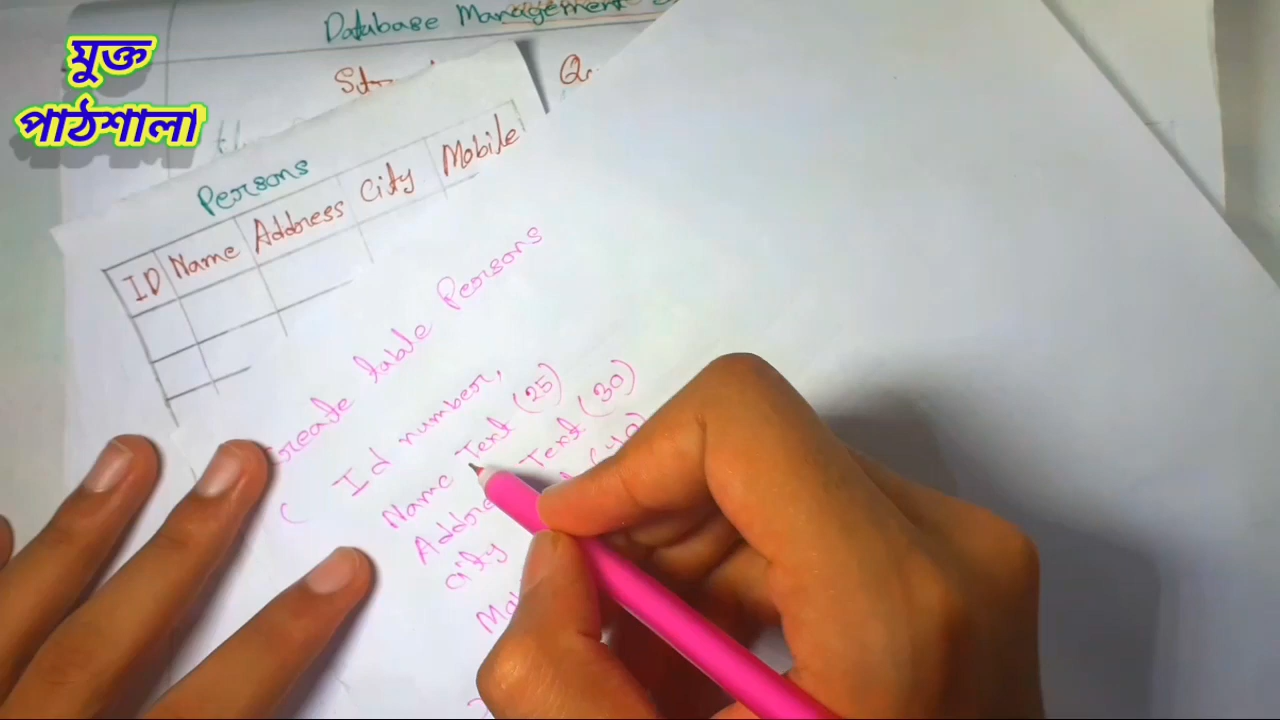 মুক্ত
পাঠশালা
Database Management
Persons
ID Name Address City Mobile
Create table Persons
( Id number,
Name Text (25)
Text (30)
City